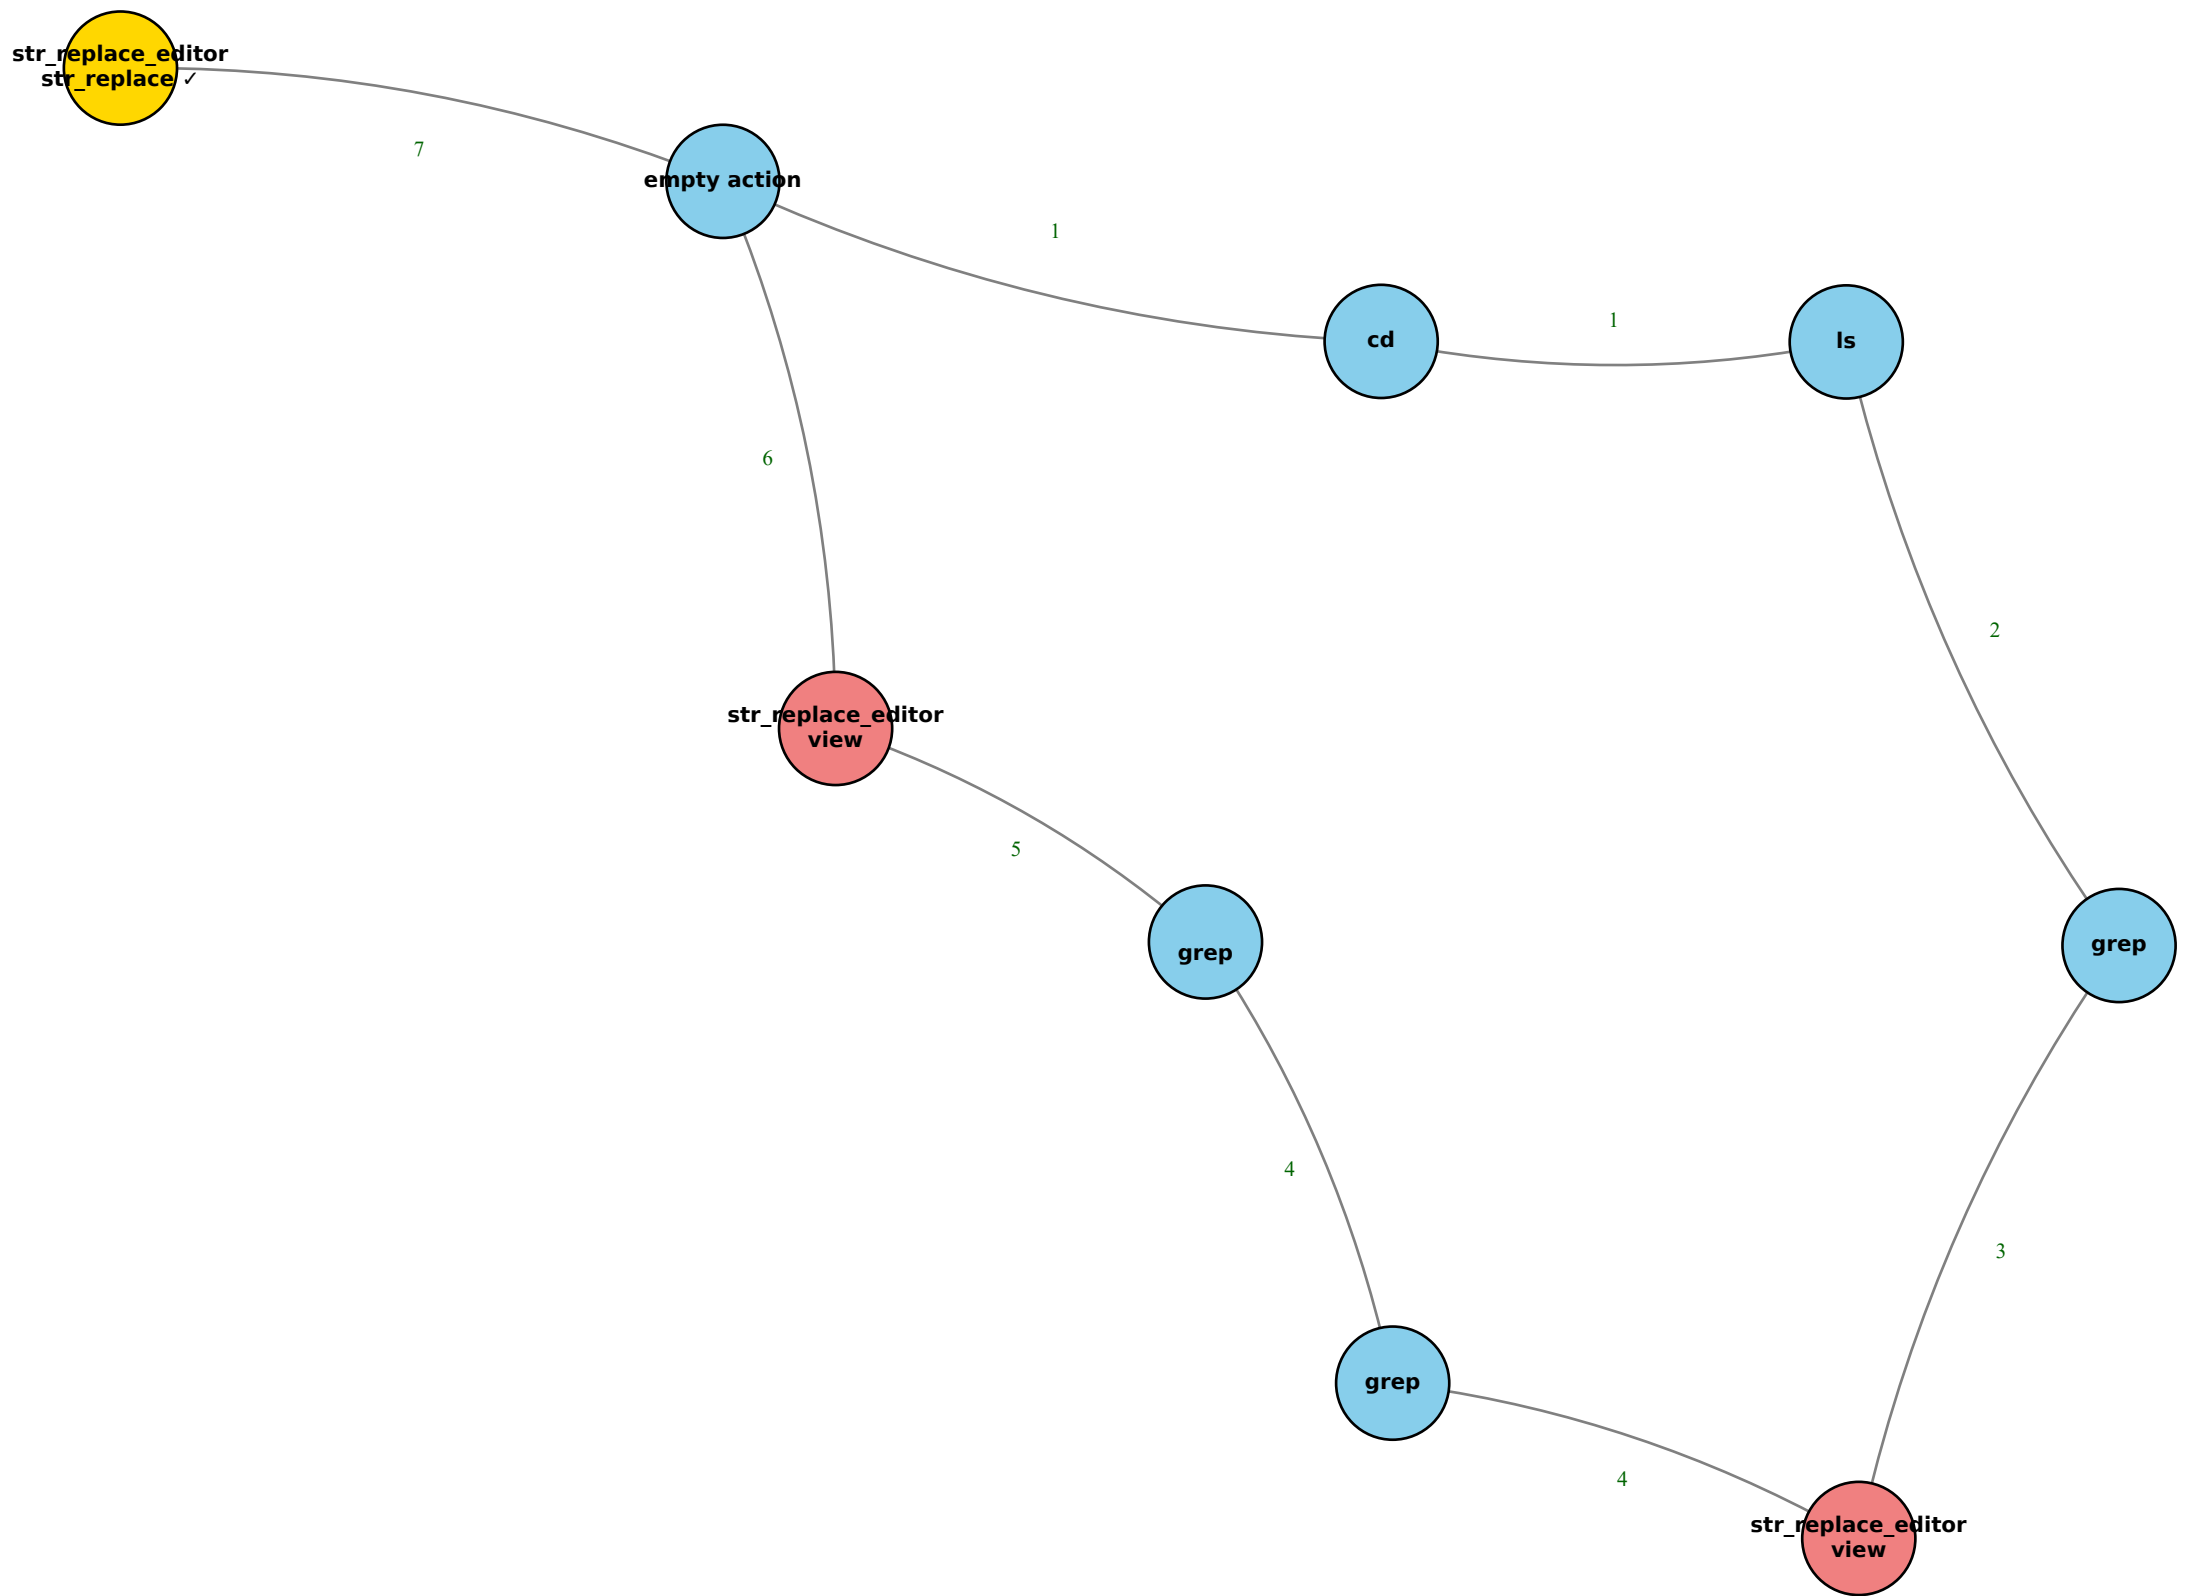 str_replace_editor
str_replace ✓
7
empty action
1
cd
1
ls
6
2
str_replace_editor
view
5
grep
grep
4
3
grep
4
str_replace_editor
view